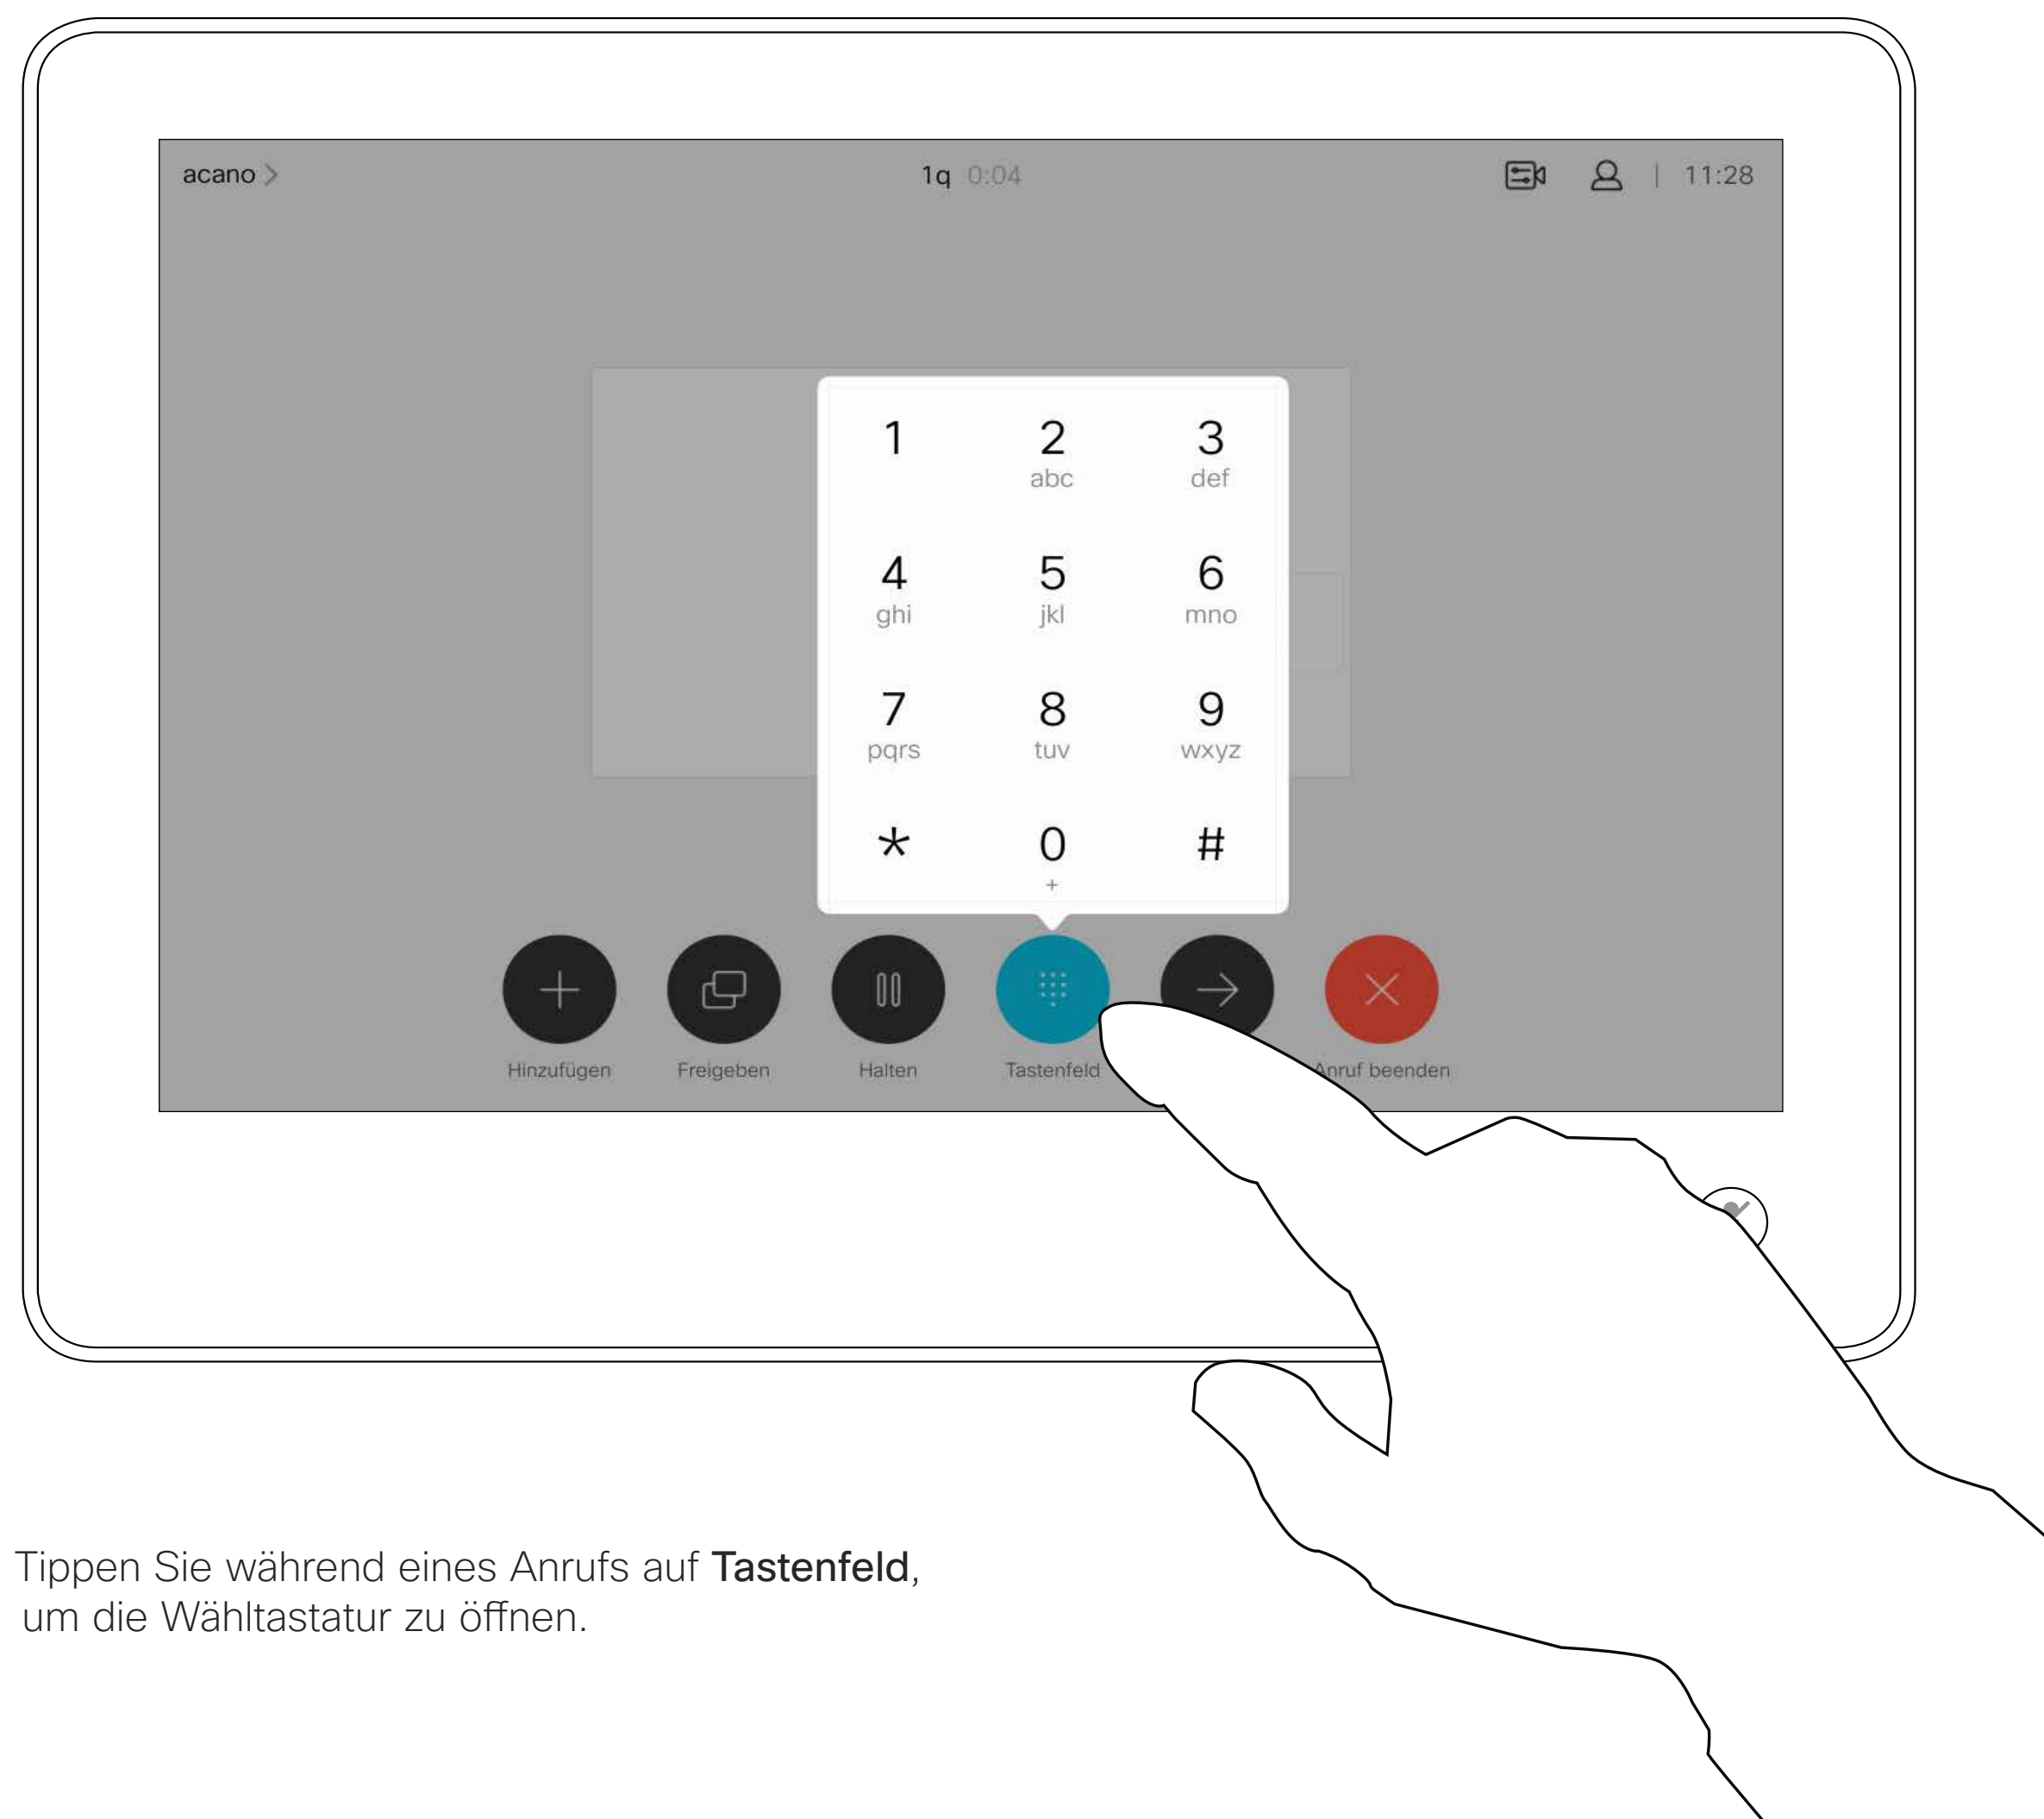 acano
1q 0:04
11:28
1 2 3
abc def
4 5 6
ghi jkl mno
7 8 9
pqrs tuv wxyz
* 0 #
+
Hinzufügen Freigeben Halten Tastenfeld Anruf beenden
Tippen Sie während eines Anrufs auf Tastenfeld,
um die Wähltastatur zu öffnen.